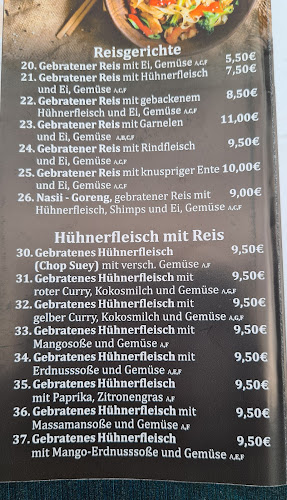 Reisgerichte
20. Gebratener Reis mit Ei, Gemüse A,C,F 5,50€
21. Gebratener Reis mit Hühnerfleisch 7,50€
und Ei, Gemüse A,C,F
22. Gebratener Reis mit gebackenem 8,50€
Hühnerfleisch und Ei, Gemüse A,C,F
23. Gebratener Reis mit Garnelen 11,00€
und Ei, Gemüse A,B,C,F
24. Gebratener Reis mit Rindfleisch 9,50€
und Ei, Gemüse A,C,F
25. Gebratener Reis mit knuspriger Ente 10,00€
und Ei, Gemüse A,C,F
26. Nasii - Goreng, gebratener Reis mit 9,00€
Hühnerfleisch, Shimps und Ei, Gemüse A,C,F
Hühnerfleisch mit Reis
30. Gebratenes Hühnerfleisch 9,50€
(Chop Suey) mit versch. Gemüse A,F
31. Gebratenes Hühnerfleisch mit 9,50€
roter Curry, Kokosmilch und Gemüse A,G,F
32. Gebratenes Hühnerfleisch mit 9,50€
gelber Curry, Kokosmilch und Gemüse A,G,F
33. Gebratenes Hühnerfleisch mit 9,50€
Mangosoße und Gemüse A,F
34. Gebratenes Hühnerfleisch mit 9,50€
Erdnusssoße und Gemüse A,E,F
35. Gebratenes Hühnerfleisch 9,50€
mit Paprika, Zitronengras A,F
36. Gebratenes Hühnerfleisch mit 9,50€
Massamansoße und Gemüse A,F
37. Gebratenes Hühnerfleisch 9,50€
mit Mango-Erdnusssoße und Gemüse A,E,F